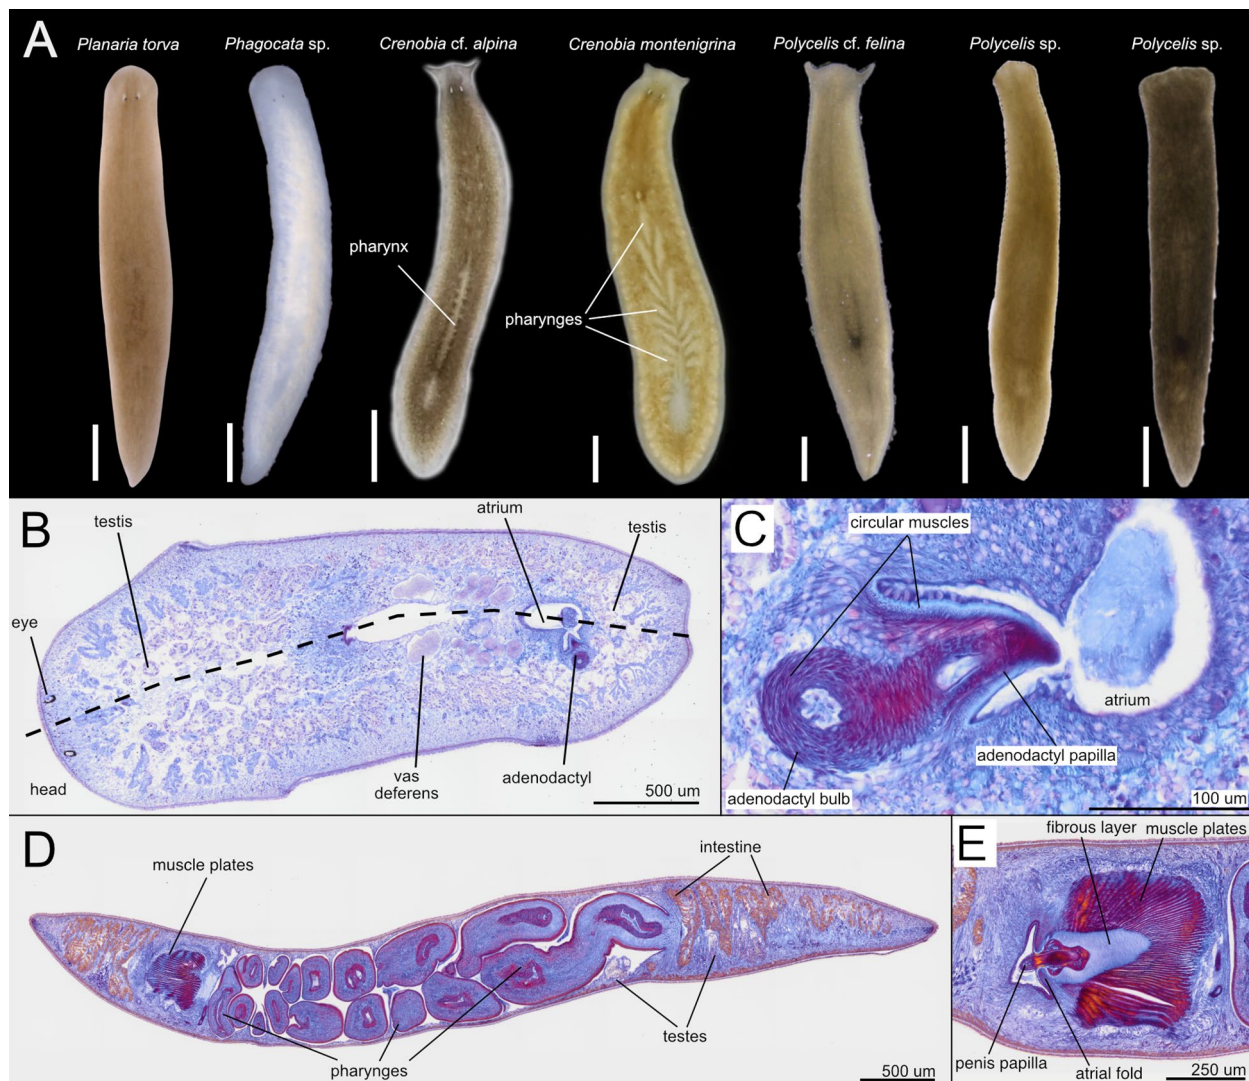 A
Planaria torva
Phagocata sp.
Crenobia cf. alpina
Crenobia montenigrina
Polycelis cf. felina
Polycelis sp.
Polycelis sp.
pharynx
pharynges
B
testis
atrium
testis
eye
head
vas
deferens
adenodactyl
500 um
C
circular muscles
atrium
adenodactyl papilla
adenodactyl bulb
100 um
D
muscle plates
intestine
pharynges
testes
500 um
E
fibrous layer
muscle plates
penis papilla
atrial fold
250 um